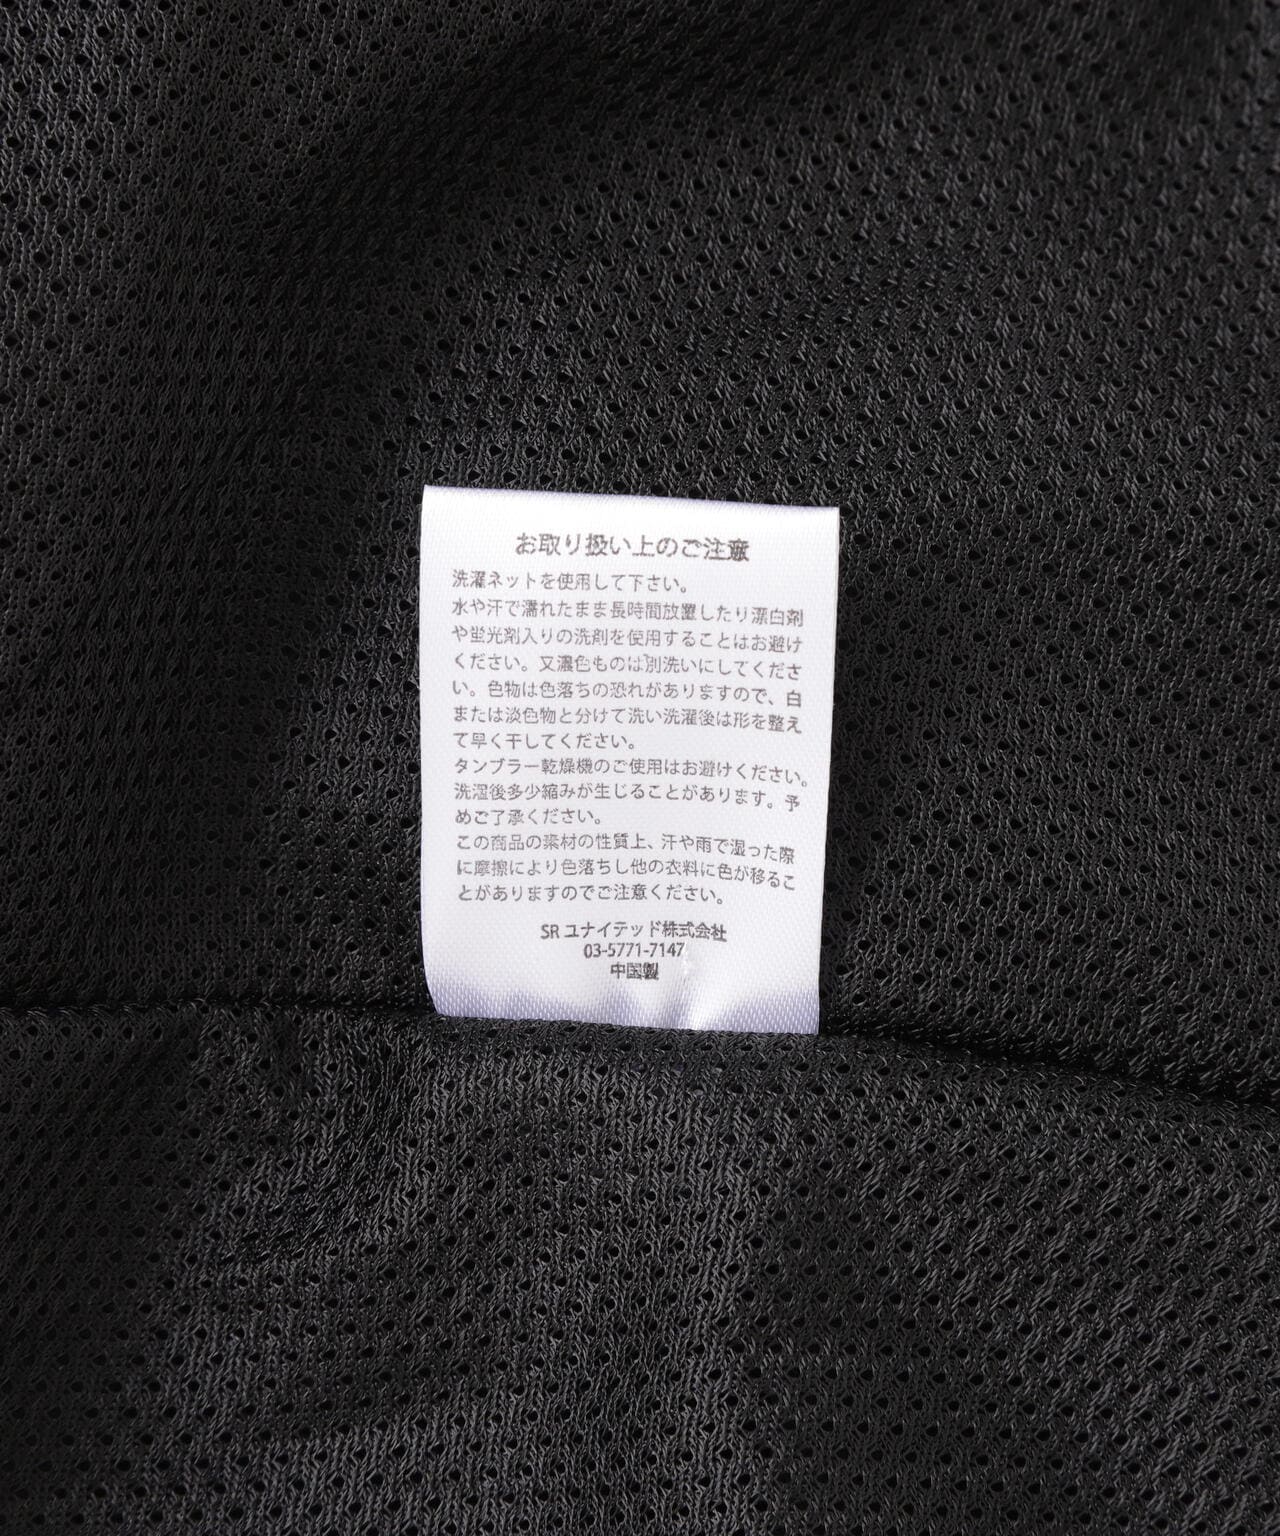 お取り扱い上のご注意
洗濯ネットを使用して下さい。
水や汗で濡れたまま長時間放置したり漂白剤
や蛍光剤入りの洗剤を使用することはお避け
ください。又濃色ものは別洗いにしてくださ
い。色物は色落ちの恐れがありますので、白
または淡色物と分けて洗い洗濯後は形を整え
て早く干してください。
タンブラー乾燥機のご使用はお避けください。
洗濯後多少縮みが生じることがあります。予
めご了承ください。
この商品の素材の性質上、汗や雨で湿った際
に摩擦により色落ちし他の衣料に色が移るこ
とがありますのでご注意ください。
SR ユナイテッド株式会社
03-5771-7147
中国製